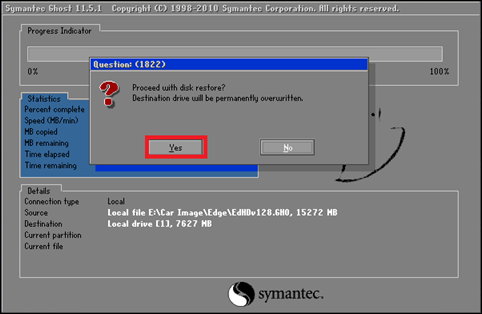 Symantec Ghost 11.5.1 Copyright (C) 1998-2010 Symantec Corporation. All rights reserved.
Progress Indicator
0%
100%
Question: (1822)
Proceed with disk restore?
Destination drive will be permanently overwritten.
Yes
No
Statistics
Percent complete
Speed (MB/min)
MB copied
MB remaining
Time elapsed
Time remaining
Details
Connection type Local
Source Local file E:\Car Image\Edge\EdHDv128.GHO, 15272 MB
Destination Local drive [1], 7627 MB
Current partition
Current file
symantec.